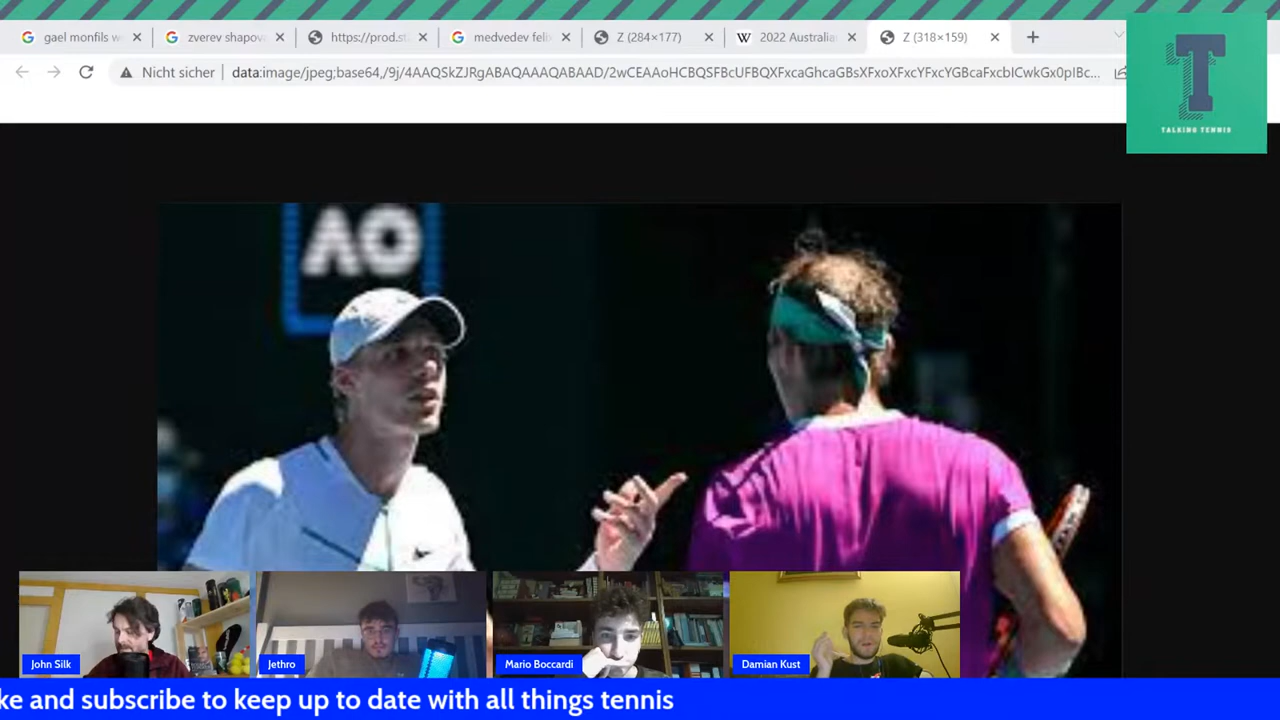 gael monfils w
zverev shapov
https://prod.st
medvedev feli
Z (284×177)
W 2022 Australia
Z (318×159)
Nicht sicher
data:image/jpeg;base64,/9j/4AAQSkZJRgABAQAAAQABAAD/2wCEAAoHCBQSFBcUFBQXFxcaGhcaGBsXFxoXFxcYFxcYGBcaFxcbICwkGx0pIBc...
T
TALKING TENNIS
AO
John Silk
Jethro
Mario Boccardi
Damian Kust
ke and subscribe to keep up to date with all things tennis